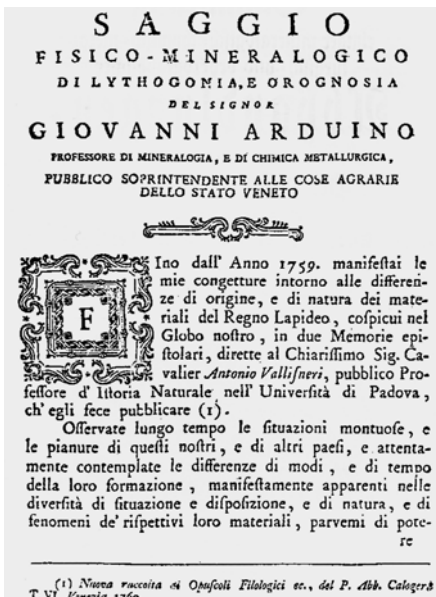 SAGGIO
FISICO-MINERALOGICO
DI LYTHOGONIA, E OROGNOSIA
DEL SIGNOR
GIOVANNI ARDUINO
PROFESSORE DI MINERALOGIA, E DI CHIMICA METALLURGICA,
PUBBLICO SOPRINTENDENTE ALLE COSE AGRARIE
DELLO STATO VENETO
FIno dall' Anno 1759. manifeſtai le
mie congetture intorno alle differen-
ze di origine, e di natura dei mate-
riali del Regno Lapideo, coſpicui nel
Globo noſtro, in due Memorie epi-
ſtolari, dirette al Chiariſſimo Sig. Ca-
valier Antonio Valliſneri, pubblico Pro-
feſſore d' Iſtoria Naturale nell' Univerſità di Padova,
ch' egli fece pubblicare (1).
Oſſervate lungo tempo le ſituazioni montuoſe, e
le pianure di queſti noſtri, e di altri paeſi, e attenta-
mente contemplate le differenze di modi, e di tempo
della loro formazione, manifeſtamente apparenti nelle
diverſità di ſituazione e diſpoſizione, e di natura, e di
fenomeni de' riſpettivi loro materiali, parvemi di pote-
re
(1) Nuova raccolta di Opuſcoli Filologici ec., del P. Abb. Calogerà
T. VI. Venezia 1760.